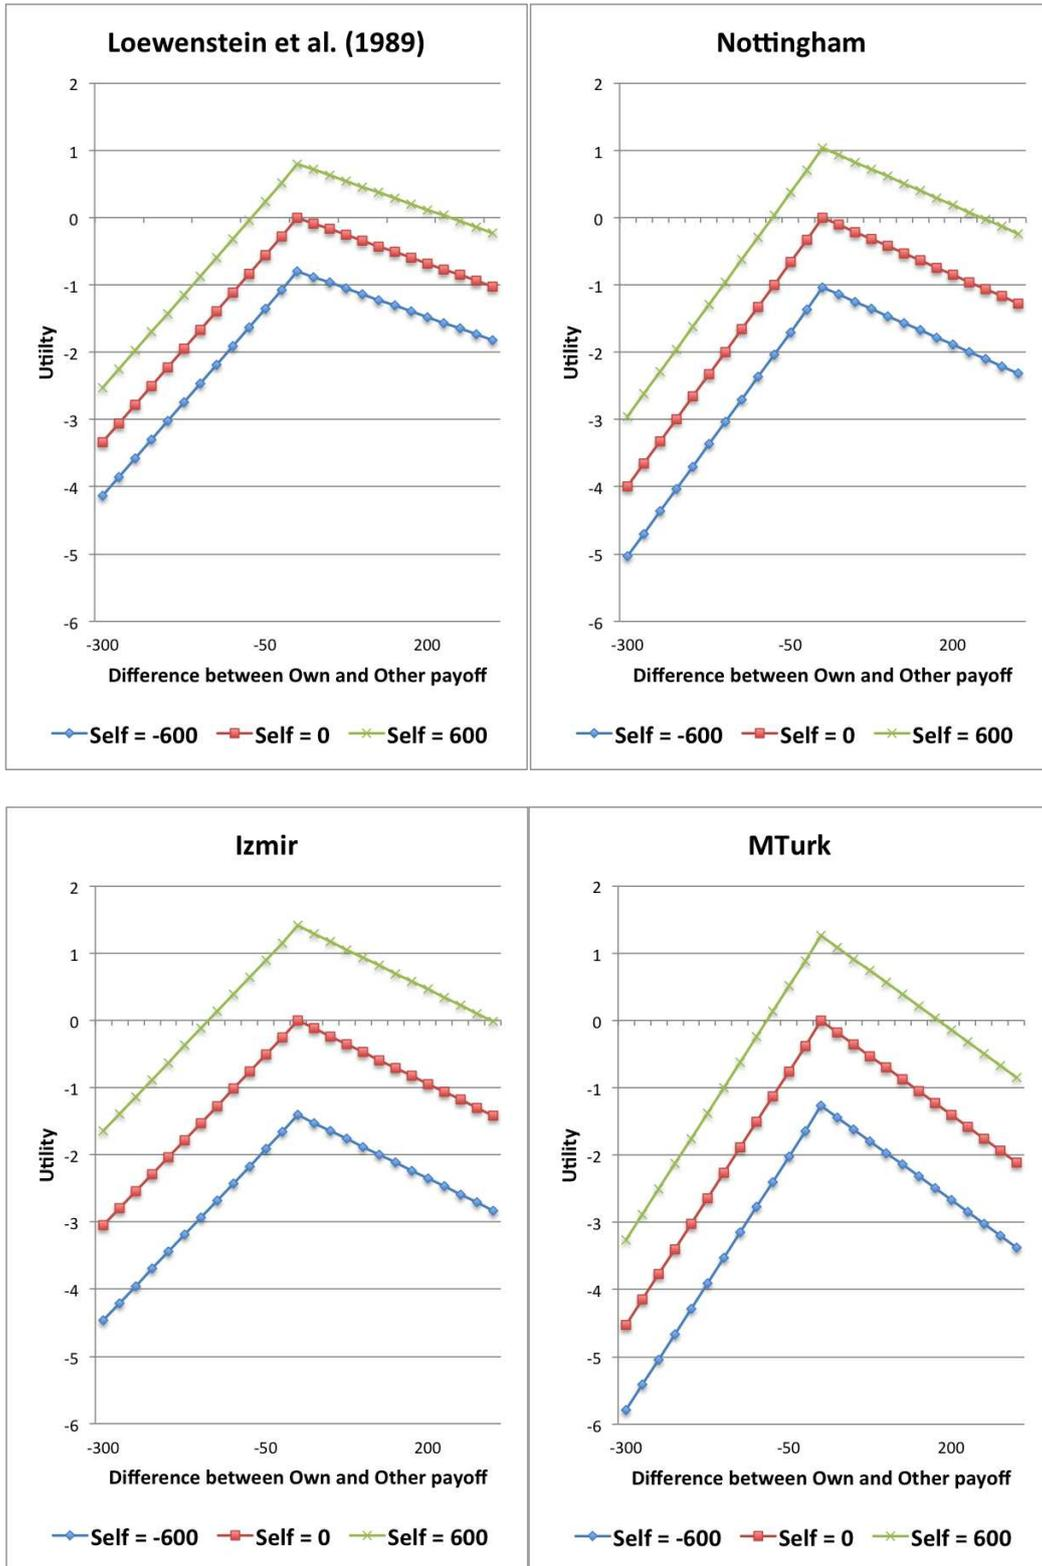 Loewenstein et al. (1989)
2
1
0
-1
-2
-3
-4
-5
-6
Utiilty
-300 -50 200
Difference between Own and Other payoff
Self = -600 Self = 0 Self = 600
Nottingham
2
1
0
-1
-2
-3
-4
-5
-6
Utility
-300 -50 200
Difference between Own and Other payoff
Self = -600 Self = 0 Self = 600
Izmir
2
1
0
-1
-2
-3
-4
-5
-6
Utility
-300 -50 200
Difference between Own and Other payoff
Self = -600 Self = 0 Self = 600
MTurk
2
1
0
-1
-2
-3
-4
-5
-6
Utility
-300 -50 200
Difference between Own and Other payoff
Self = -600 Self = 0 Self = 600